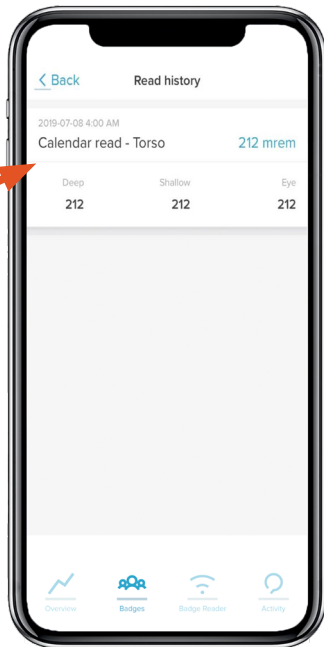 < Back Read history
2019-07-08 4:00 AM
Calendar read - Torso 212 mrem
Deep Shallow Eye
212 212 212
Overview Badges Badge Reader Activity